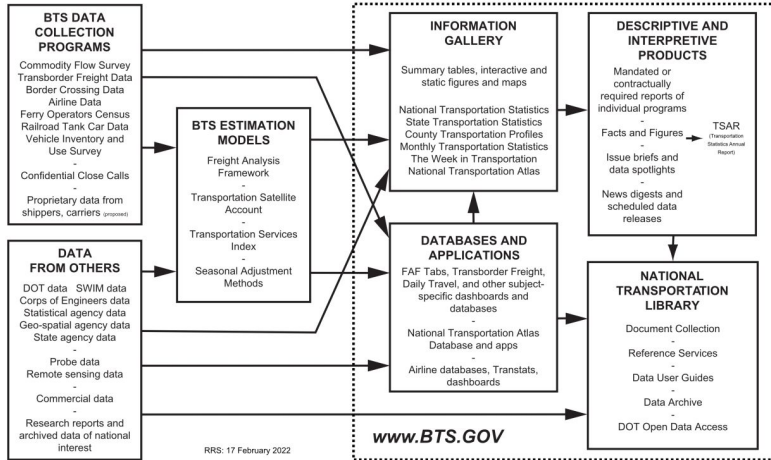 BTS DATA
COLLECTION
PROGRAMS
Commodity Flow Survey
Transborder Freight Data
Border Crossing Data
Airline Data
Ferry Operators Census
Railroad Tank Car Data
Vehicle Inventory and
Use Survey
-
Confidential Close Calls
-
Proprietary data from
shippers, carriers (proposed)
DATA
FROM OTHERS
DOT data SWIM data
Corps of Engineers data
Statistical agency data
Geo-spatial agency data
State agency data
-
Probe data
Remote sensing data
-
Commercial data
-
Research reports and
archived data of national
interest
BTS ESTIMATION
MODELS
Freight Analysis
Framework
-
Transportation Satellite
Account
-
Transportation Services
Index
-
Seasonal Adjustment
Methods
RRS: 17 February 2022
INFORMATION
GALLERY
Summary tables, interactive and
static figures and maps
National Transportation Statistics
State Transportation Statistics
County Transportation Profiles
Monthly Transportation Statistics
The Week in Transportation
National Transportation Atlas
DATABASES AND
APPLICATIONS
FAF Tabs, Transborder Freight,
Daily Travel, and other subject-
specific dashboards and
databases
-
National Transportation Atlas
Database and apps
-
Airline databases, Transtats,
dashboards
www.BTS.GOV
DESCRIPTIVE AND
INTERPRETIVE
PRODUCTS
Mandated or
contractually
required reports of
individual programs
-
Facts and Figures
-
Issue briefs and
data spotlights
-
News digests and
scheduled data
releases
TSAR
(Transportation
Statistics Annual
Report)
NATIONAL
TRANSPORTATION
LIBRARY
Document Collection
-
Reference Services
-
Data User Guides
-
Data Archive
-
DOT Open Data Access